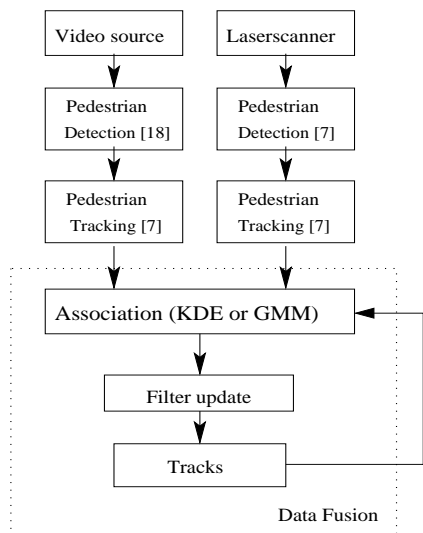 Video source
Laserscanner
Pedestrian
Detection [18]
Pedestrian
Detection [7]
Pedestrian
Tracking [7]
Pedestrian
Tracking [7]
Association (KDE or GMM)
Filter update
Tracks
Data Fusion